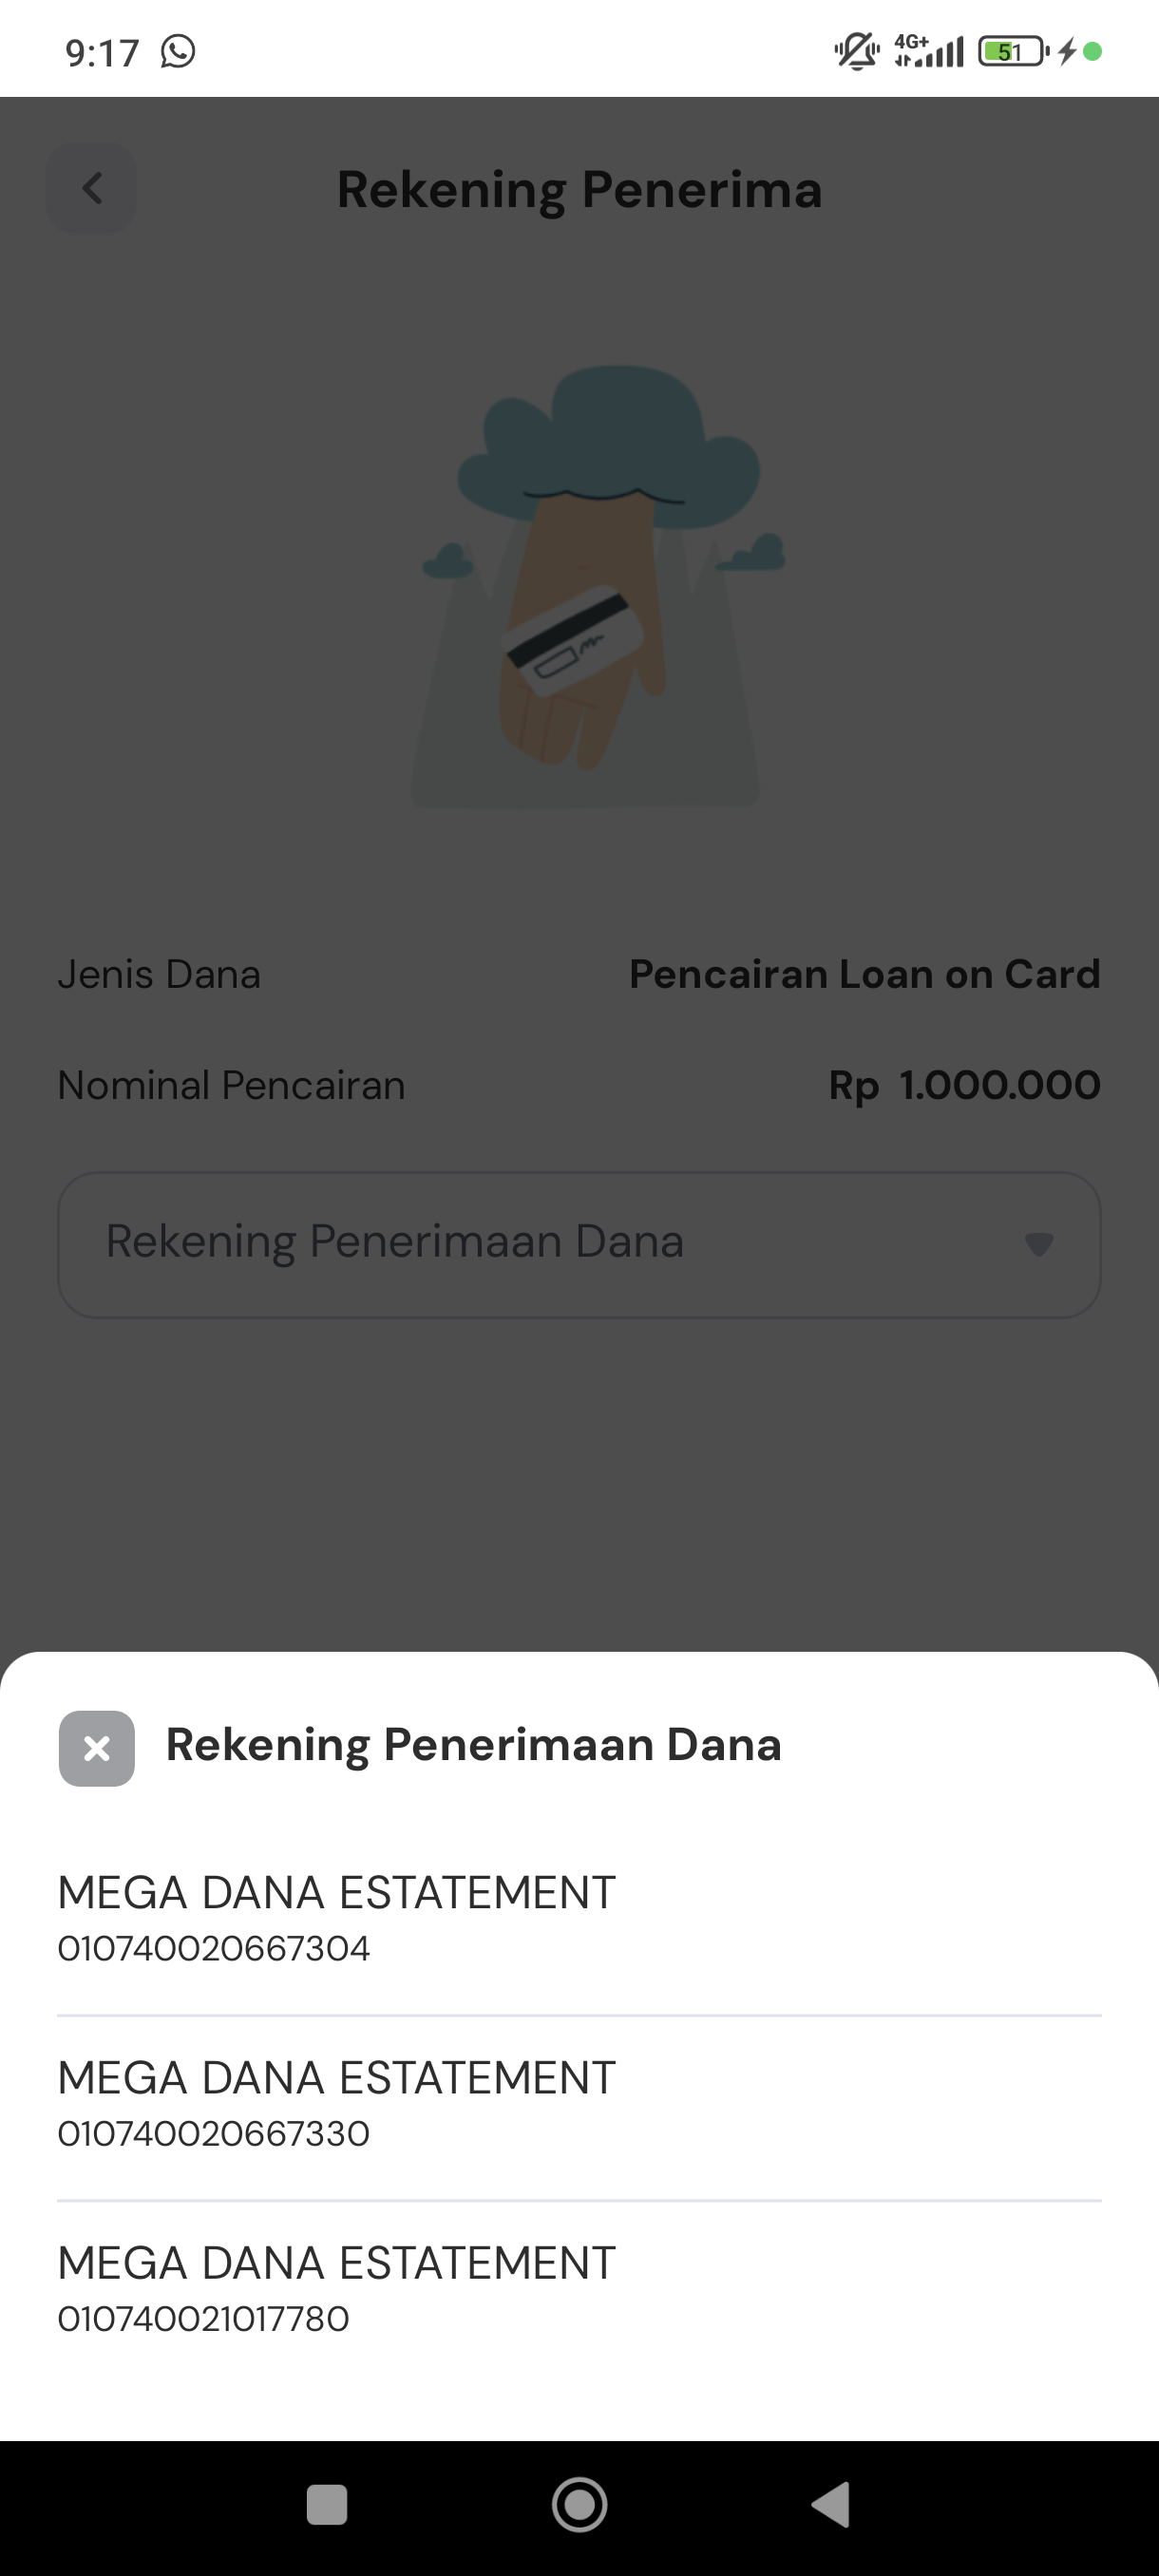 9:17
4G+
51
Rekening Penerima
Jenis Dana Pencairan Loan on Card
Nominal Pencairan Rp 1.000.000
Rekening Penerimaan Dana
Rekening Penerimaan Dana
MEGA DANA ESTATEMENT
010740020667304
MEGA DANA ESTATEMENT
010740020667330
MEGA DANA ESTATEMENT
010740021017780